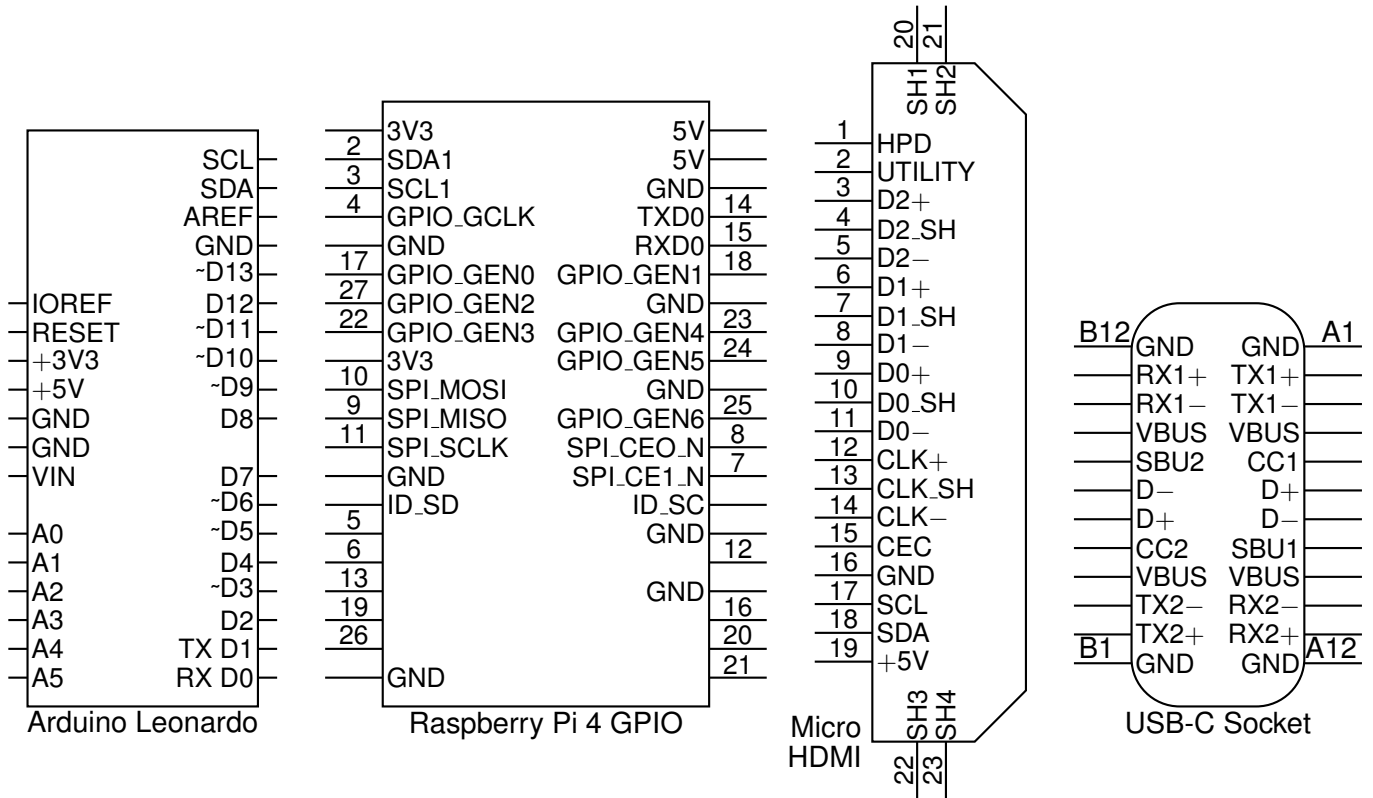 SCL
SDA
AREF
GND
~D13
IOREF D12
RESET ~D11
+3V3 ~D10
+5V ~D9
GND D8
GND
VIN D7
~D6
A0 ~D5
A1 D4
A2 ~D3
A3 D2
A4 TX D1
A5 RX D0
Arduino Leonardo
3V3 5V
2 SDA1 5V
3 SCL1 GND
4 GPIO_GCLK TXD0 14
GND RXD0 15
17 GPIO_GEN0 GPIO_GEN1 18
27 GPIO_GEN2 GND
22 GPIO_GEN3 GPIO_GEN4 23
3V3 GPIO_GEN5 24
10 SPI_MOSI GND
9 SPI_MISO GPIO_GEN6 25
11 SPI_SCLK SPI_CEO_N 8
GND SPI_CE1_N 7
ID_SD ID_SC
5 GND
6 12
13 GND
19 16
26 20
GND 21
Raspberry Pi 4 GPIO
20 21
SH1 SH2
1 HPD
2 UTILITY
3 D2+
4 D2_SH
5 D2−
6 D1+
7 D1_SH
8 D1−
9 D0+
10 D0_SH
11 D0−
12 CLK+
13 CLK_SH
14 CLK−
15 CEC
16 GND
17 SCL
18 SDA
19 +5V
SH3 SH4
22 23
Micro
HDMI
B12 GND GND A1
RX1+ TX1+
RX1− TX1−
VBUS VBUS
SBU2 CC1
D− D+
D+ D−
CC2 SBU1
VBUS VBUS
TX2− RX2−
TX2+ RX2+
B1 GND GND A12
USB-C Socket